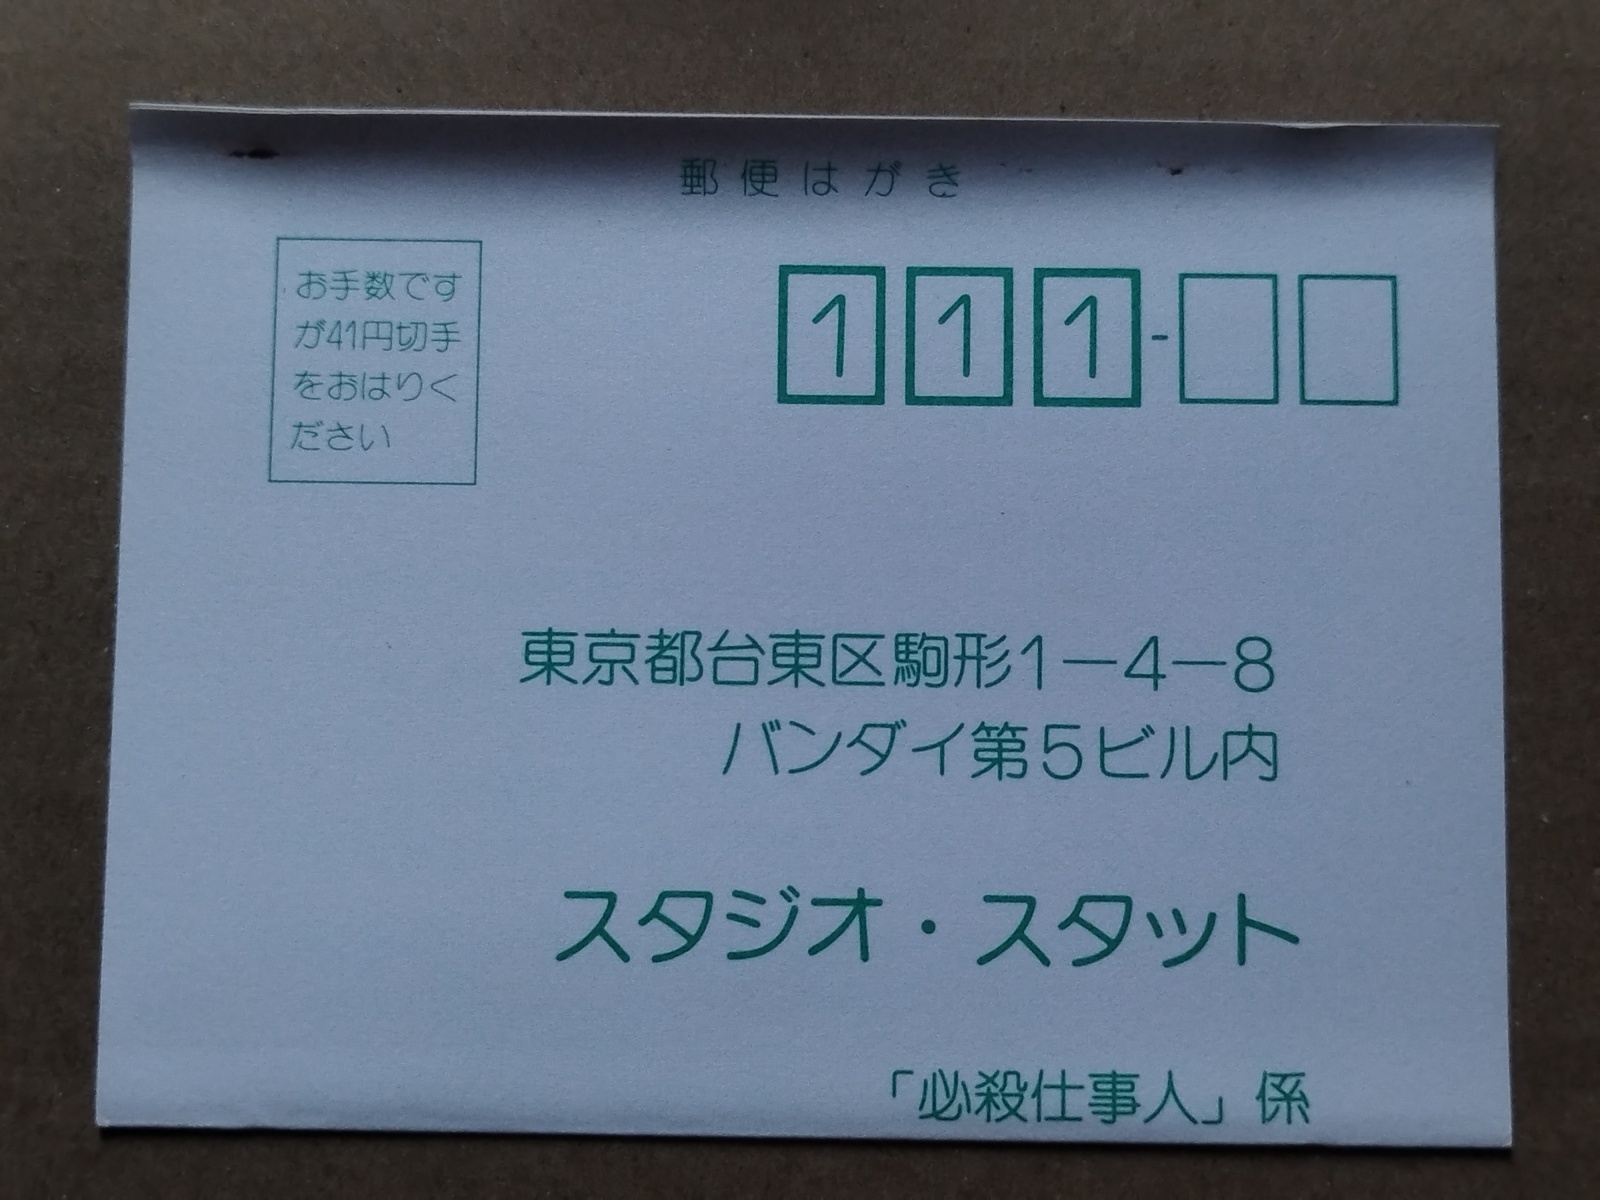 郵便はがき
お手数です
が41円切手
をおはりく
ださい
111-
東京都台東区駒形1−4−8
バンダイ第5ビル内
スタジオ・スタット
「必殺仕事人」係